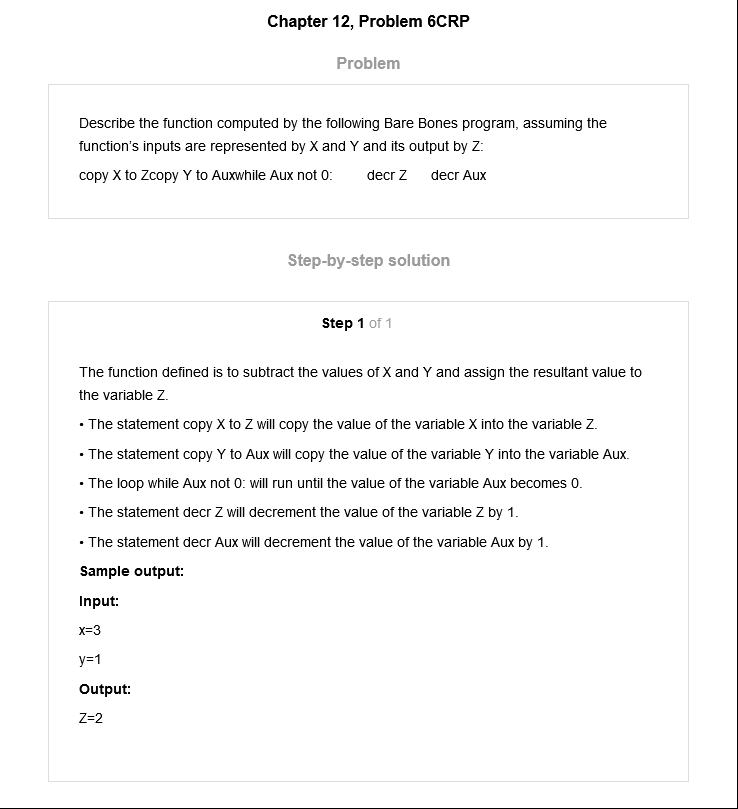 Chapter 12, Problem 6CRP
Problem
Describe the function computed by the following Bare Bones program, assuming the
function's inputs are represented by X and Y and its output by Z:
copy X to Zcopy Y to Auxwhile Aux not 0: decr Z decr Aux
Step-by-step solution
Step 1 of 1
The function defined is to subtract the values of X and Y and assign the resultant value to
the variable Z.
• The statement copy X to Z will copy the value of the variable X into the variable Z.
• The statement copy Y to Aux will copy the value of the variable Y into the variable Aux.
• The loop while Aux not 0: will run until the value of the variable Aux becomes 0.
• The statement decr Z will decrement the value of the variable Z by 1.
• The statement decr Aux will decrement the value of the variable Aux by 1.
Sample output:
Input:
x=3
y=1
Output:
Z=2